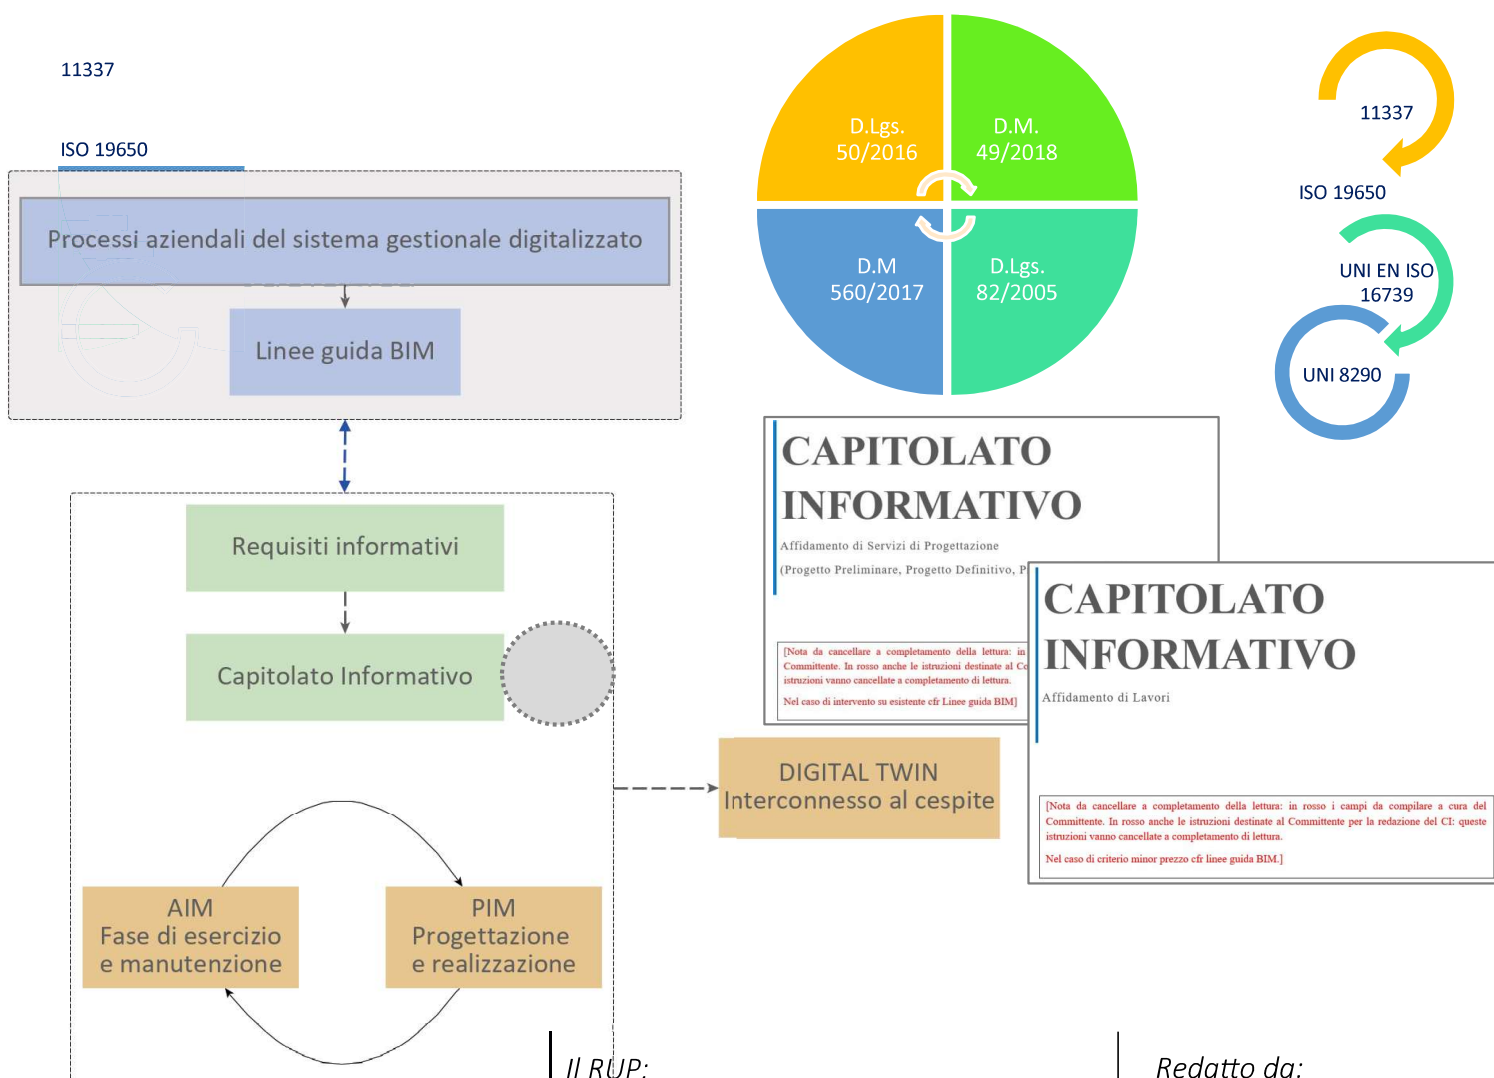 11337
ISO 19650
Processi aziendali del sistema gestionale digitalizzato
Linee guida BIM
Requisiti informativi
Capitolato Informativo
AIM
Fase di esercizio
e manutenzione
PIM
Progettazione
e realizzazione
DIGITAL TWIN
Interconnesso al cespite
D.Lgs.
50/2016
D.M.
49/2018
D.M
560/2017
D.Lgs.
82/2005
11337
ISO 19650
UNI EN ISO
16739
UNI 8290
CAPITOLATO
INFORMATIVO
Affidamento di Servizi di Progettazione
(Progetto Preliminare, Progetto Definitivo, P
[Nota da cancellare a completamento della lettura: in
Committente. In rosso anche le istruzioni destinate al Co
istruzioni vanno cancellate a completamento di lettura.
Nel caso di intervento su esistente cfr Linee guida BIM]
CAPITOLATO
INFORMATIVO
Affidamento di Lavori
[Nota da cancellare a completamento della lettura: in rosso i campi da compilare a cura del
Committente. In rosso anche le istruzioni destinate al Committente per la redazione del CI: queste
istruzioni vanno cancellate a completamento di lettura.
Nel caso di criterio minor prezzo cfr linee guida BIM.]
Il RUP:
Redatto da: